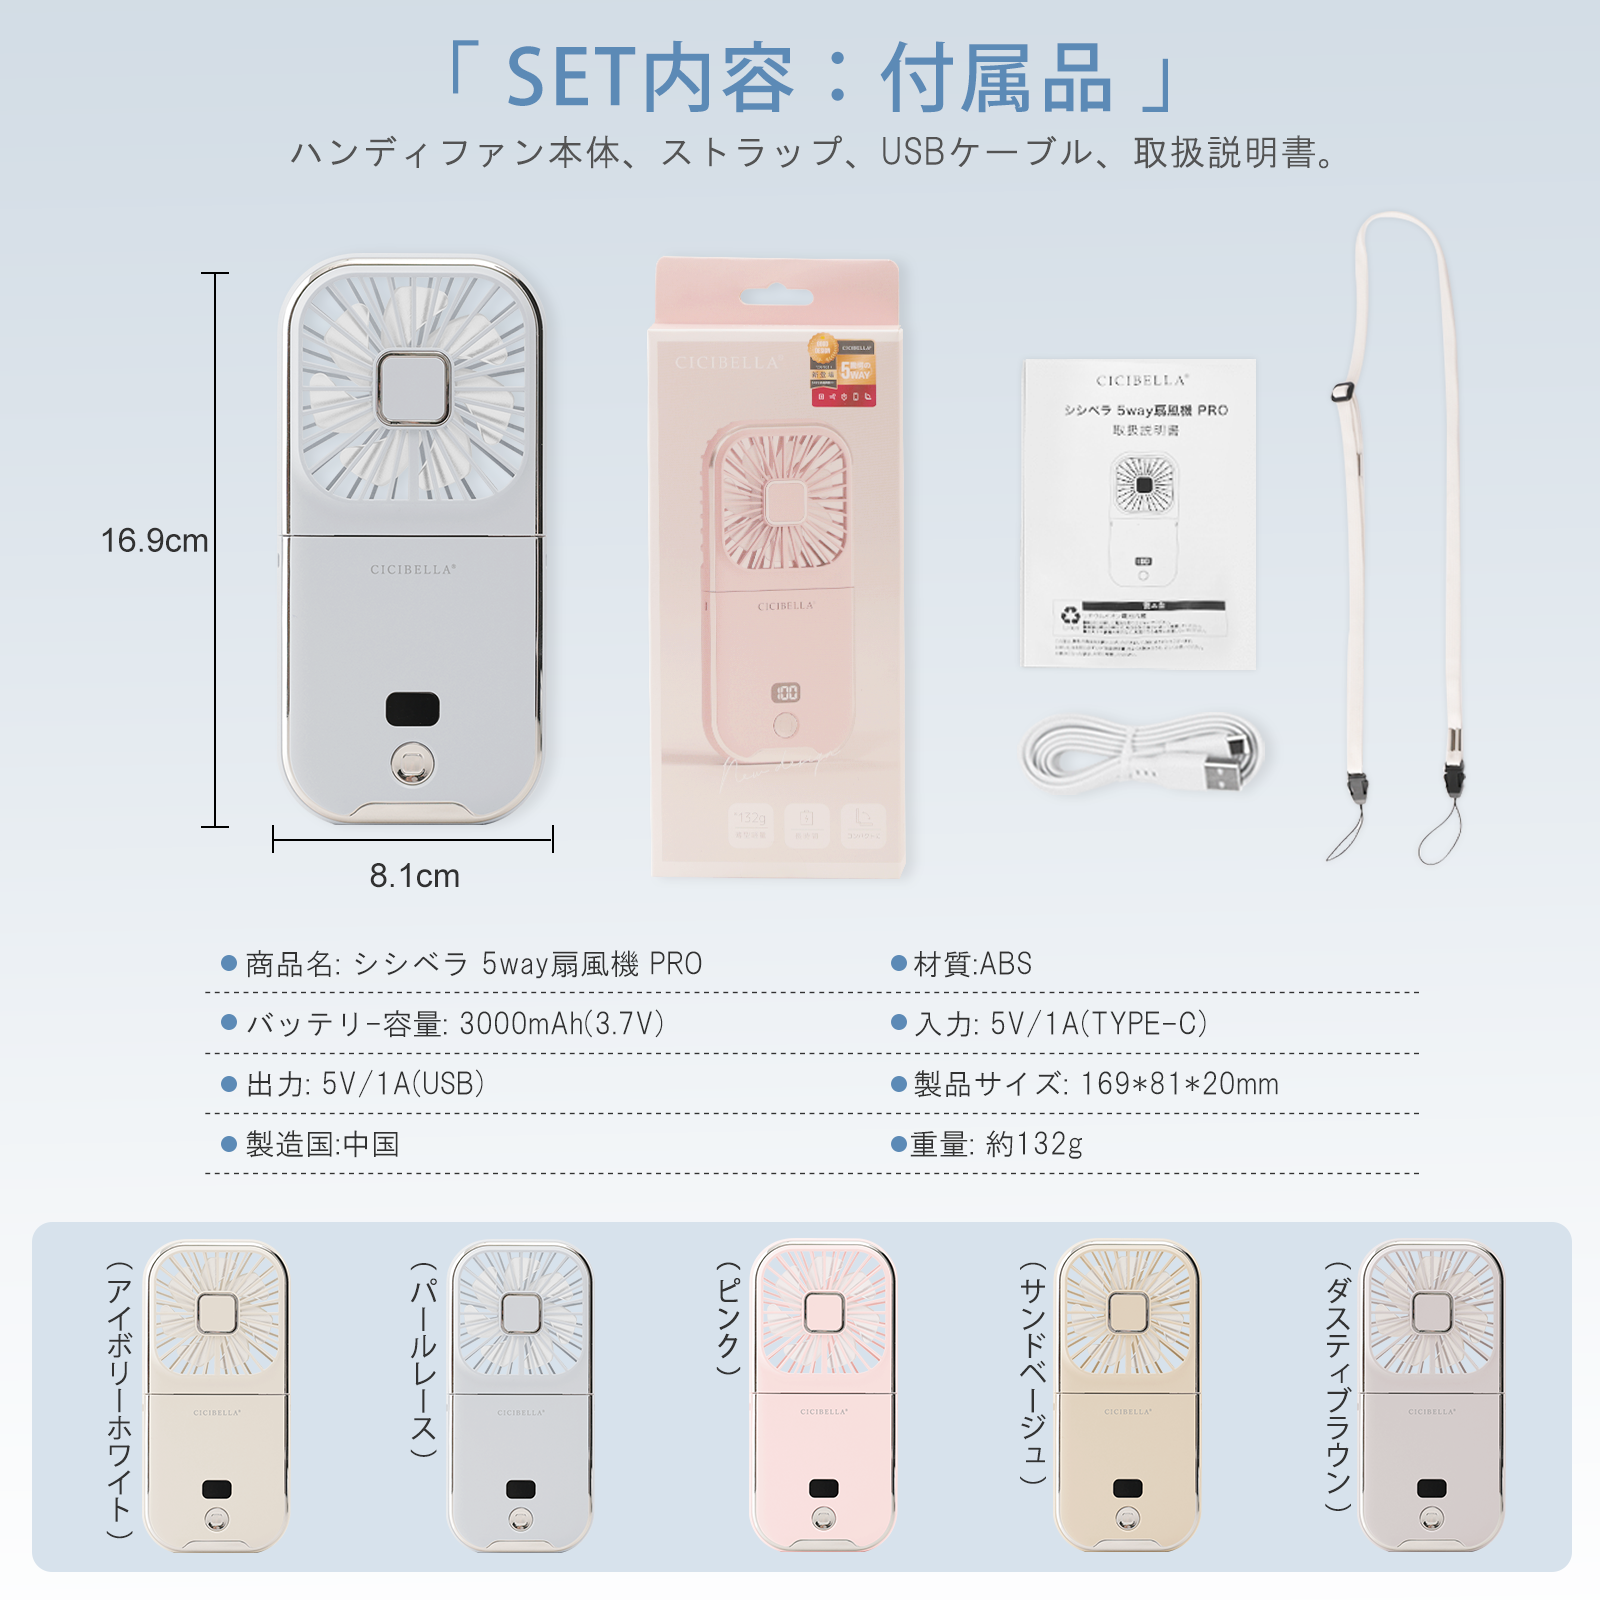 「 SET内容：付属品 」
ハンディファン本体、ストラップ、USBケーブル、取扱説明書。
16.9cm
8.1cm
CICIBELLA®
CICIBELLA®
CICIBELLA®
5
WAY
CICIBELLA®
100
*132g
CICIBELLA®
シシベラ 5way扇風機 PRO
取扱説明書
●商品名: シシベラ 5way扇風機 PRO
●材質:ABS
●バッテリ-容量: 3000mAh(3.7V)
●入力: 5V/1A(TYPE-C)
●出力: 5V/1A(USB)
●製品サイズ: 169*81*20mm
●製造国:中国
●重量: 約132g
（アイボリーホワイト）
CICIBELLA®
（パールレース）
CICIBELLA®
（ピンク）
CICIBELLA®
（サンドベージュ）
CICIBELLA®
（ダスティブラウン）
CICIBELLA®